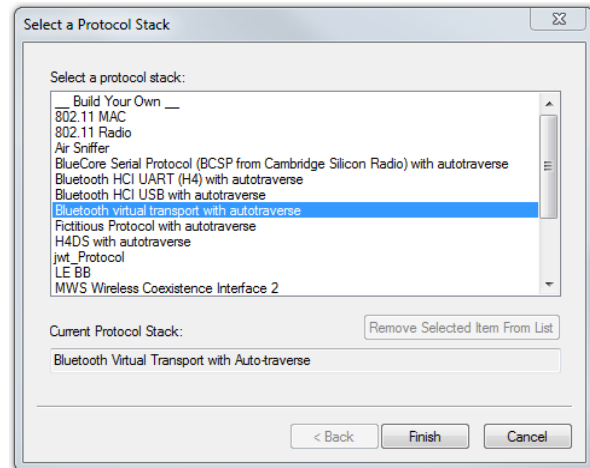 Select a Protocol Stack
Select a protocol stack:
__ Build Your Own __
802.11 MAC
802.11 Radio
Air Sniffer
BlueCore Serial Protocol (BCSP from Cambridge Silicon Radio) with autotraverse
Bluetooth HCI UART (H4) with autotraverse
Bluetooth HCI USB with autotraverse
Bluetooth virtual transport with autotraverse
Fictitious Protocol with autotraverse
H4DS with autotraverse
jwt_Protocol
LE BB
MWS Wireless Coexistence Interface 2
Current Protocol Stack:
Remove Selected Item From List
Bluetooth Virtual Transport with Auto-traverse
< Back
Finish
Cancel